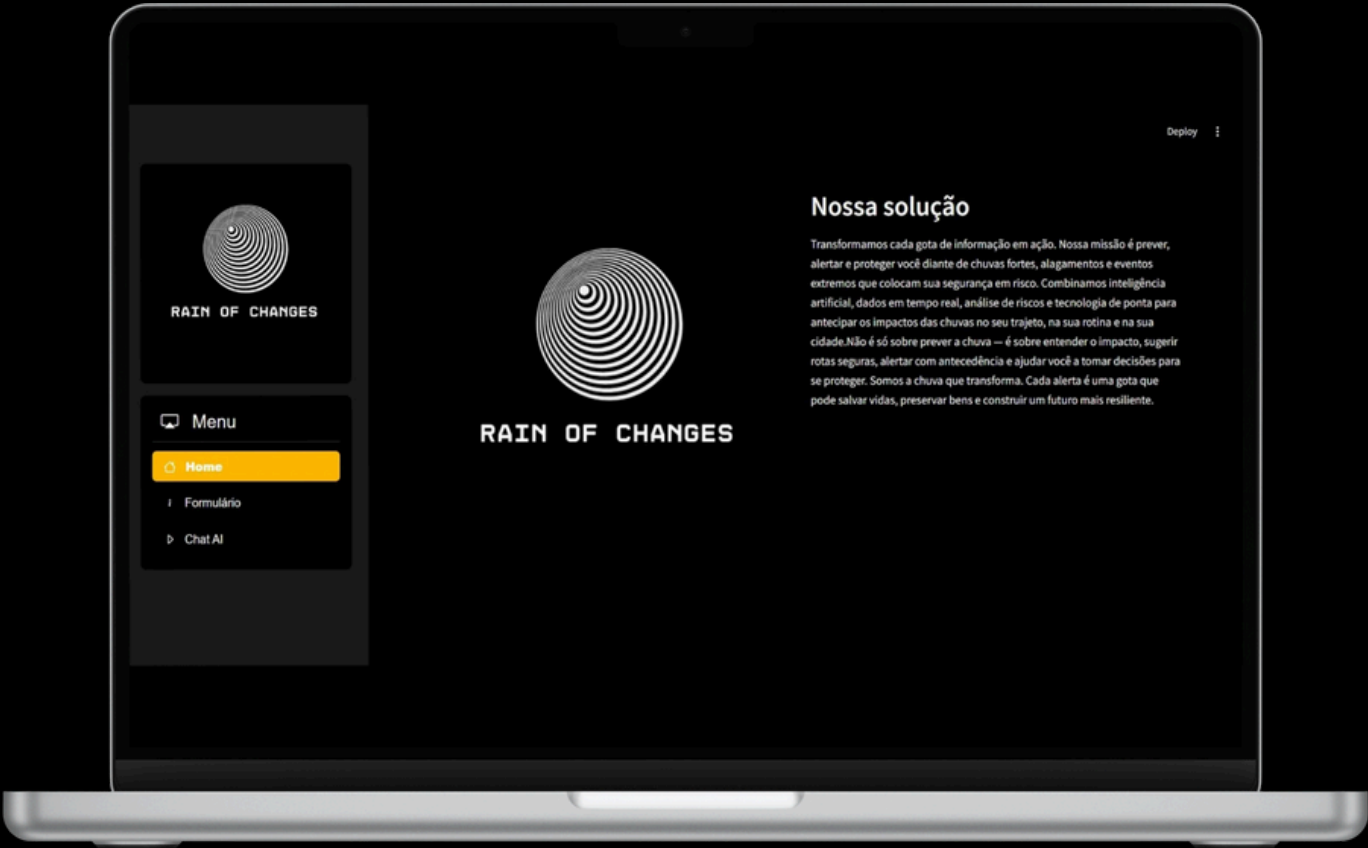 RAIN OF CHANGES
Menu
Home
Formulário
Chat AI
RAIN OF CHANGES
Deploy
Nossa solução
Transformamos cada gota de informação em ação. Nossa missão é prever,
alertar e proteger você diante de chuvas fortes, alagamentos e eventos
extremos que colocam sua segurança em risco. Combinamos inteligência
artificial, dados em tempo real, análise de riscos e tecnologia de ponta para
antecipar os impactos das chuvas no seu trajeto, na sua rotina e na sua
cidade.Não é só sobre prever a chuva — é sobre entender o impacto, sugerir
rotas seguras, alertar com antecedência e ajudar você a tomar decisões para
se proteger. Somos a chuva que transforma. Cada alerta é uma gota que
pode salvar vidas, preservar bens e construir um futuro mais resiliente.